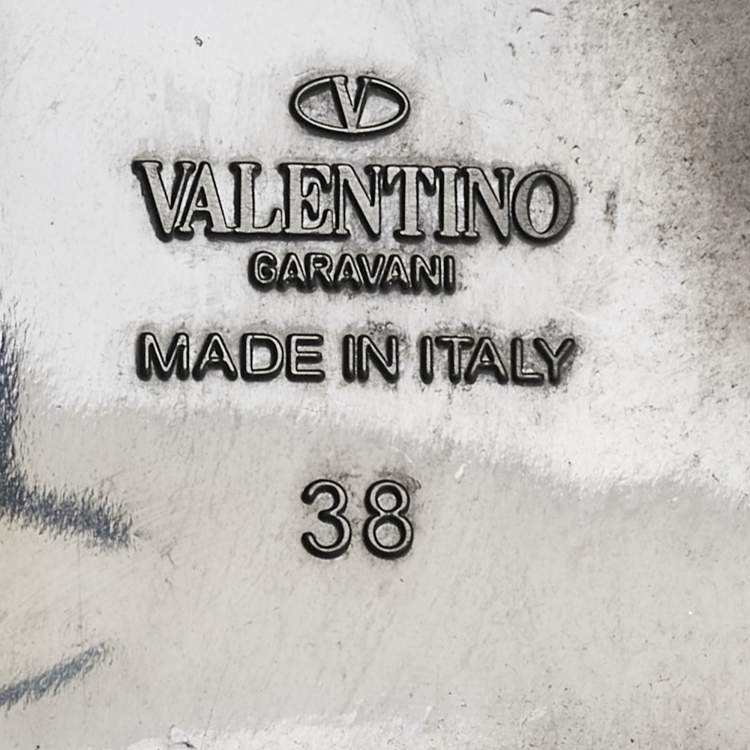 V
VALENTINO
GARAVANI
MADE IN ITALY
38